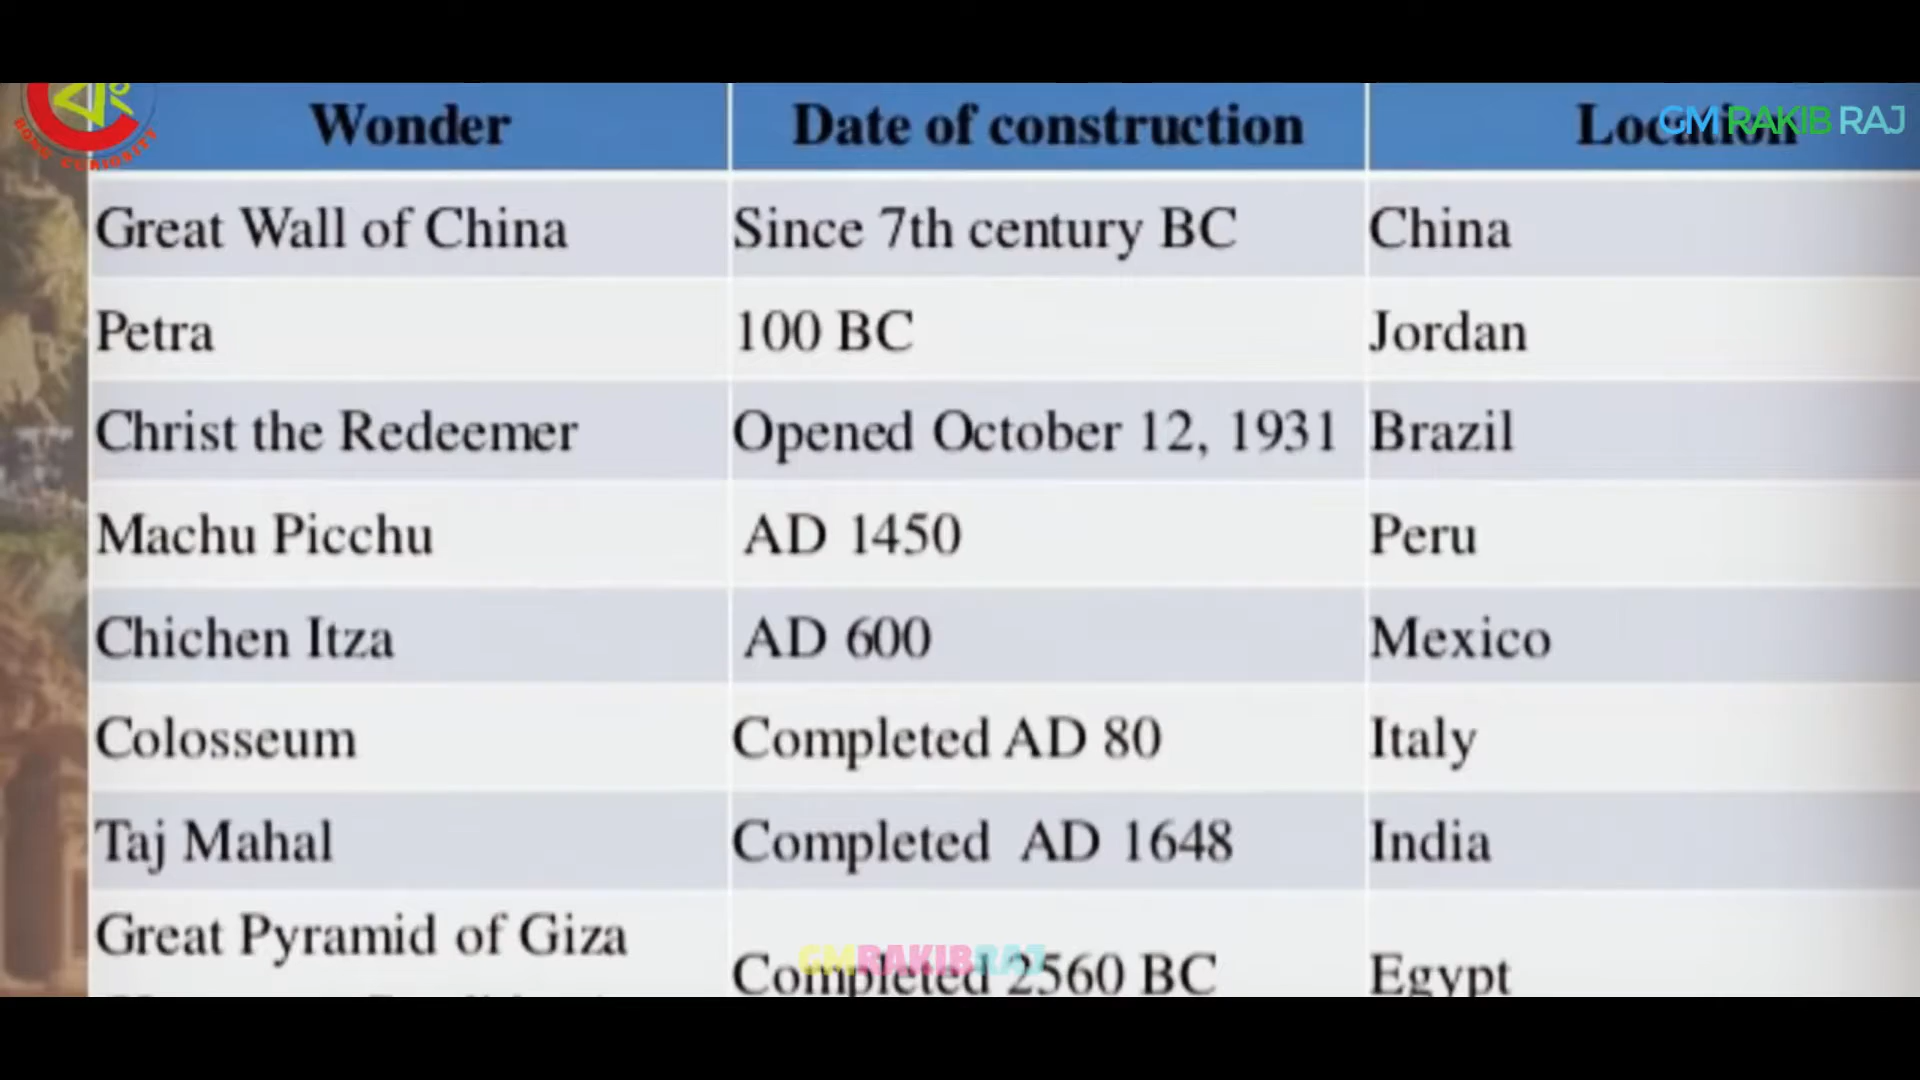 Wonder Date of construction Location
GM RAKIB RAJ
BONG CURIOSITY
Great Wall of China Since 7th century BC China
Petra 100 BC Jordan
Christ the Redeemer Opened October 12, 1931 Brazil
Machu Picchu AD 1450 Peru
Chichen Itza AD 600 Mexico
Colosseum Completed AD 80 Italy
Taj Mahal Completed AD 1648 India
Great Pyramid of Giza
GMRAKIBRAJ
Completed 2560 BC Egypt